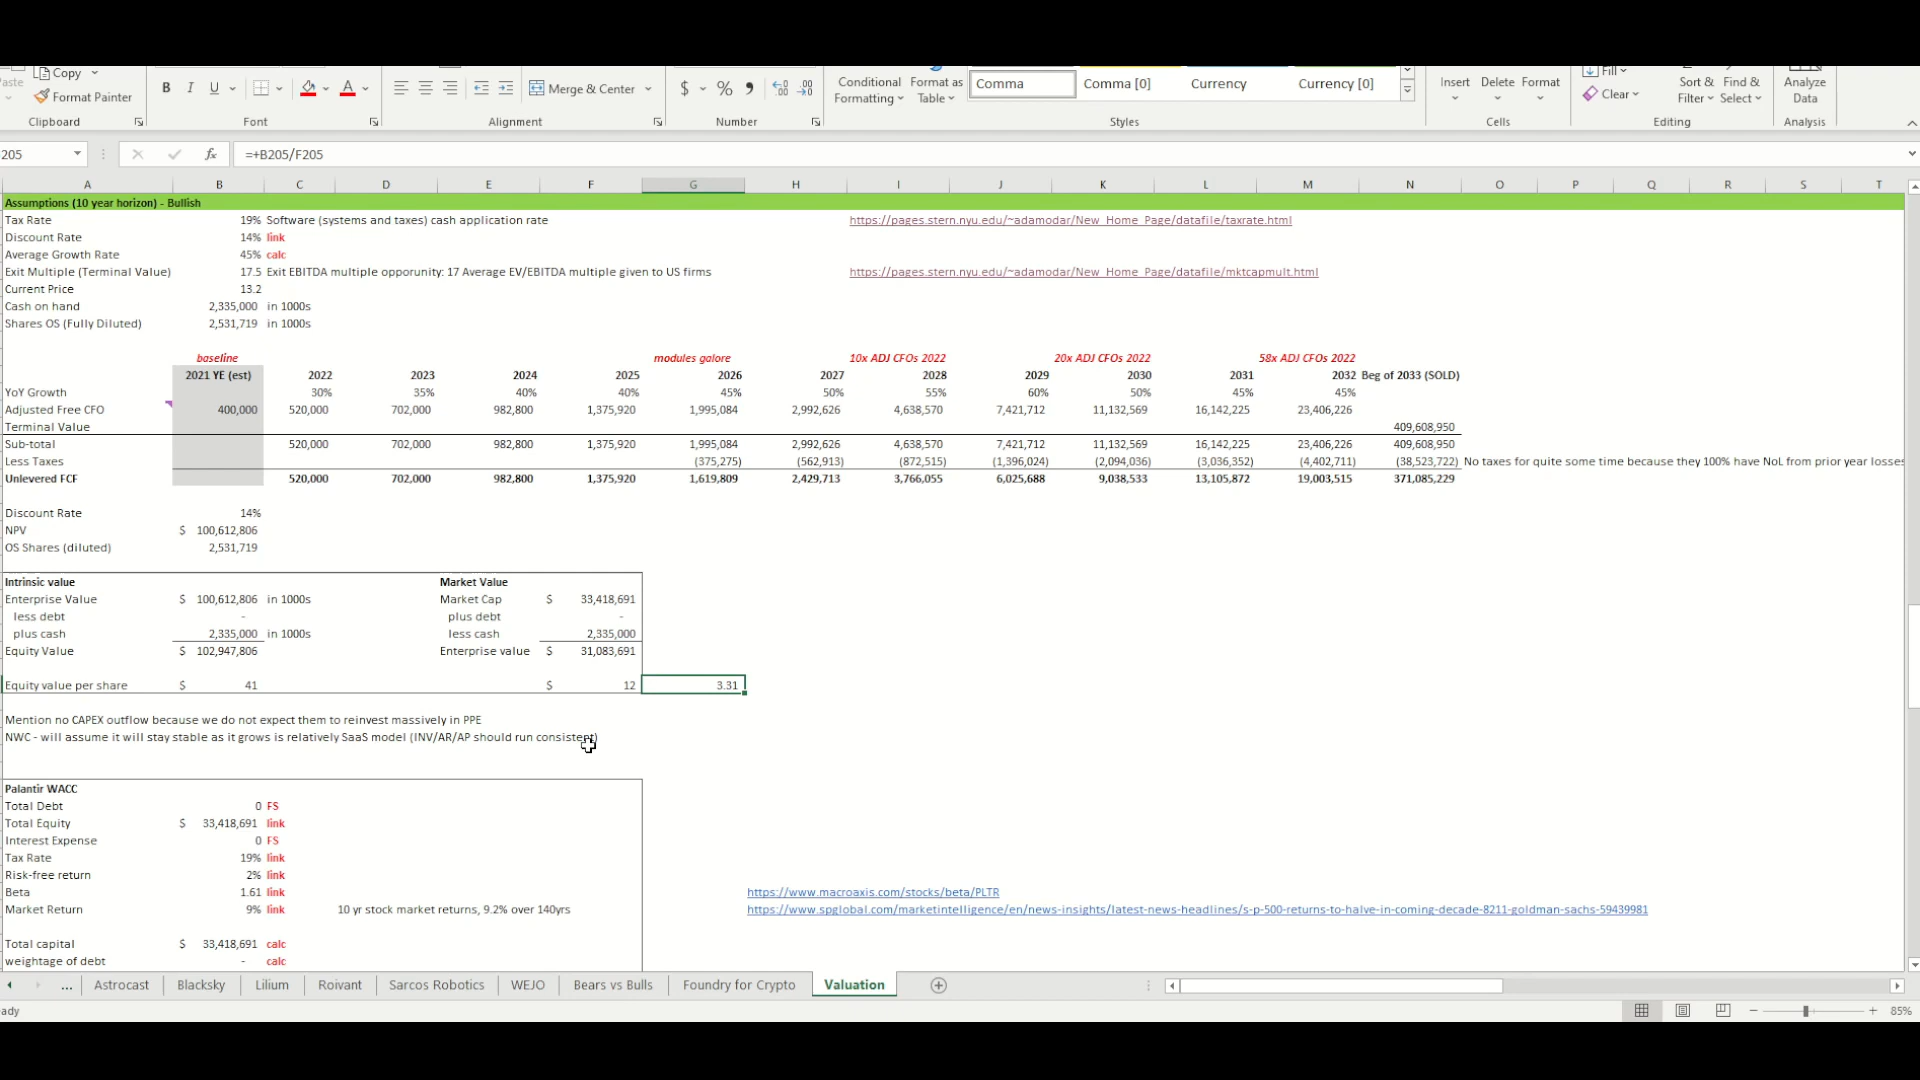 Copy
Format Painter
Clipboard
B I U
Font
Merge & Center
Alignment
$ % 9
Number
Conditional Formatting
Format as Table
Comma Comma [0] Currency Currency [0]
Styles
Insert Delete Format
Cells
Fill
Clear
Sort & Filter
Find & Select
Editing
Analyze Data
Analysis
205 fx =+B205/F205
A B C D E F G H I J K L M N O P Q R S T
Assumptions (10 year horizon) - Bullish
Tax Rate 19% Software (systems and taxes) cash application rate https://pages.stern.nyu.edu/~adamodar/New_Home_Page/datafile/taxrate.html
Discount Rate 14% link
Average Growth Rate 45% calc
Exit Multiple (Terminal Value) 17.5 Exit EBITDA multiple opporunity: 17 Average EV/EBITDA multiple given to US firms https://pages.stern.nyu.edu/~adamodar/New_Home_Page/datafile/mktcapmult.html
Current Price 13.2
Cash on hand 2,335,000 in 1000s
Shares OS (Fully Diluted) 2,531,719 in 1000s
baseline modules galore 10x ADJ CFOs 2022 20x ADJ CFOs 2022 58x ADJ CFOs 2022
2021 YE (est) 2022 2023 2024 2025 2026 2027 2028 2029 2030 2031 2032 Beg of 2033 (SOLD)
YoY Growth 30% 35% 40% 40% 45% 50% 55% 60% 50% 45% 45%
Adjusted Free CFO 400,000 520,000 702,000 982,800 1,375,920 1,995,084 2,992,626 4,638,570 7,421,712 11,132,569 16,142,225 23,406,226
Terminal Value 409,608,950
Sub-total 520,000 702,000 982,800 1,375,920 1,995,084 2,992,626 4,638,570 7,421,712 11,132,569 16,142,225 23,406,226 409,608,950
Less Taxes (375,275) (562,913) (872,515) (1,396,024) (2,094,036) (3,036,352) (4,402,711) (38,523,722) No taxes for quite some time because they 100% have NoL from prior year losses
Unlevered FCF 520,000 702,000 982,800 1,375,920 1,619,809 2,429,713 3,766,055 6,025,688 9,038,533 13,105,872 19,003,515 371,085,229
Discount Rate 14%
NPV $ 100,612,806
OS Shares (diluted) 2,531,719
Intrinsic value Market Value
Enterprise Value $ 100,612,806 in 1000s Market Cap $ 33,418,691
less debt - plus debt -
plus cash 2,335,000 in 1000s less cash 2,335,000
Equity Value $ 102,947,806 Enterprise value $ 31,083,691
Equity value per share $ 41 $ 12 3.31
Mention no CAPEX outflow because we do not expect them to reinvest massively in PPE
NWC - will assume it will stay stable as it grows is relatively SaaS model (INV/AR/AP should run consistent)
Palantir WACC
Total Debt 0 FS
Total Equity $ 33,418,691 link
Interest Expense 0 FS
Tax Rate 19% link
Risk-free return 2% link
Beta 1.61 link https://www.macroaxis.com/stocks/beta/PLTR
Market Return 9% link 10 yr stock market returns, 9.2% over 140yrs https://www.spglobal.com/marketintelligence/en/news-insights/latest-news-headlines/s-p-500-returns-to-halve-in-coming-decade-8211-goldman-sachs-59439981
Total capital $ 33,418,691 calc
weightage of debt - calc
... Astrocast Blacksky Lilium Roivant Sarcos Robotics WEJO Bears vs Bulls Foundry for Crypto Valuation
ady 85%